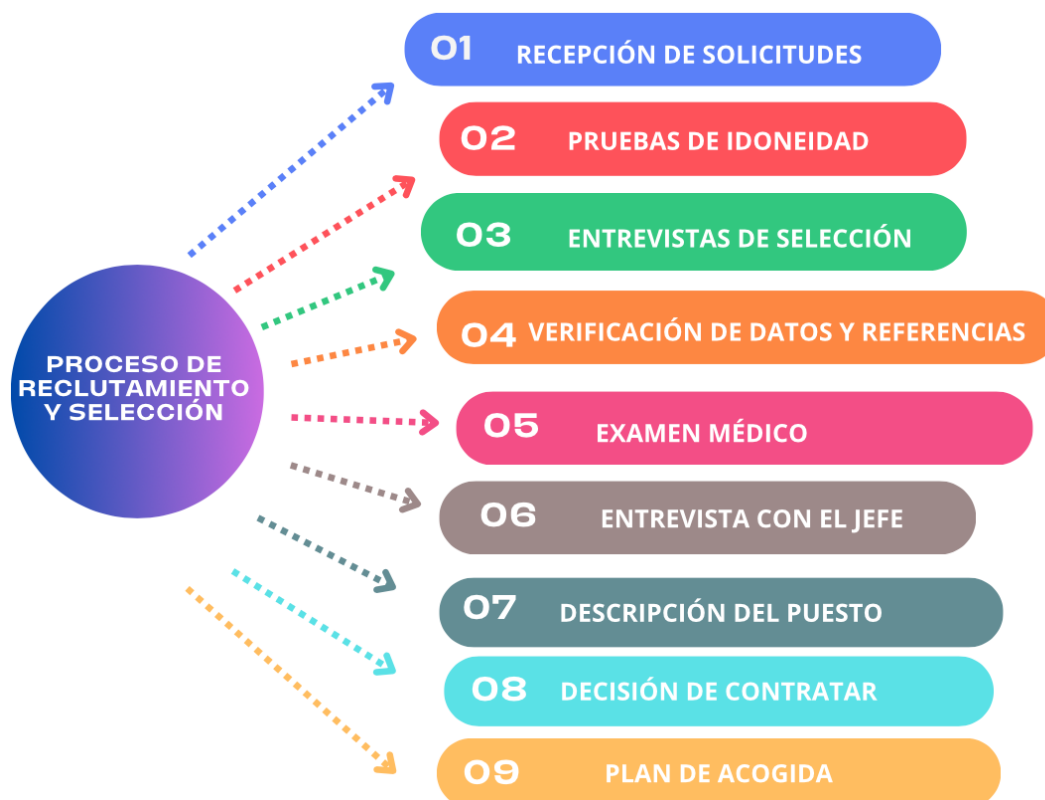 PROCESO DE
RECLUTAMIENTO
Y SELECCIÓN
01 RECEPCIÓN DE SOLICITUDES
02 PRUEBAS DE IDONEIDAD
03 ENTREVISTAS DE SELECCIÓN
04 VERIFICACIÓN DE DATOS Y REFERENCIAS
05 EXAMEN MÉDICO
06 ENTREVISTA CON EL JEFE
07 DESCRIPCIÓN DEL PUESTO
08 DECISIÓN DE CONTRATAR
09 PLAN DE ACOGIDA